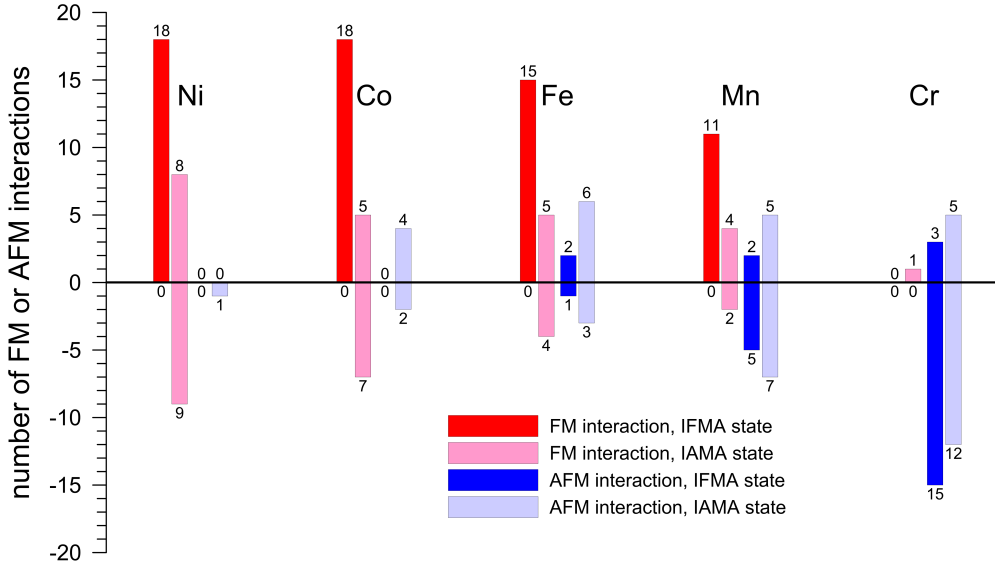 number of FM or AFM interactions
20
15
10
5
0
-5
-10
-15
-20
Ni
Co
Fe
Mn
Cr
18 0 8 9 0 0 0 1
18 0 5 7 0 0 4 2
15 0 5 4 2 1 6 3
11 0 4 2 2 5 5 7
0 0 1 0 3 15 5 12
FM interaction, IFMA state
FM interaction, IAMA state
AFM interaction, IFMA state
AFM interaction, IAMA state